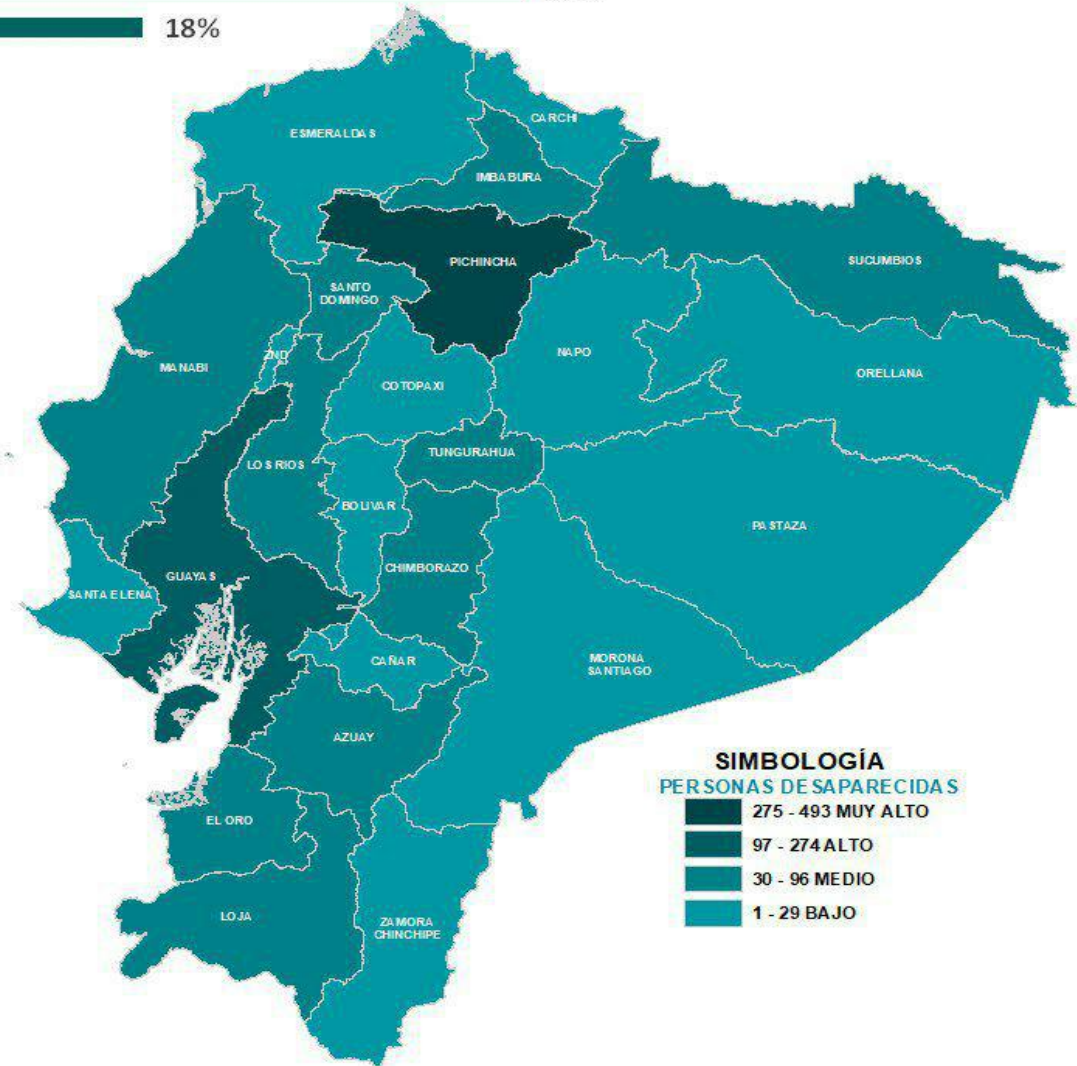 18%
ESMERALDAS
CARCHI
IMBABURA
PICHINCHA
SUCUMBIOS
SANTO
DOMINGO
NAPO
ZND
MANABI
COTOPAXI
ORELLANA
TUNGURAHUA
LOS RIOS
BOLIVAR
PASTAZA
CHIMBORAZO
GUAYAS
SANTA ELENA
CAÑAR
MORONA
SANTIAGO
AZUAY
EL ORO
LOJA
ZAMORA
CHINCHIPE
SIMBOLOGÍA
PERSONAS DESAPARECIDAS
275 - 493 MUY ALTO
97 - 274 ALTO
30 - 96 MEDIO
1 - 29 BAJO